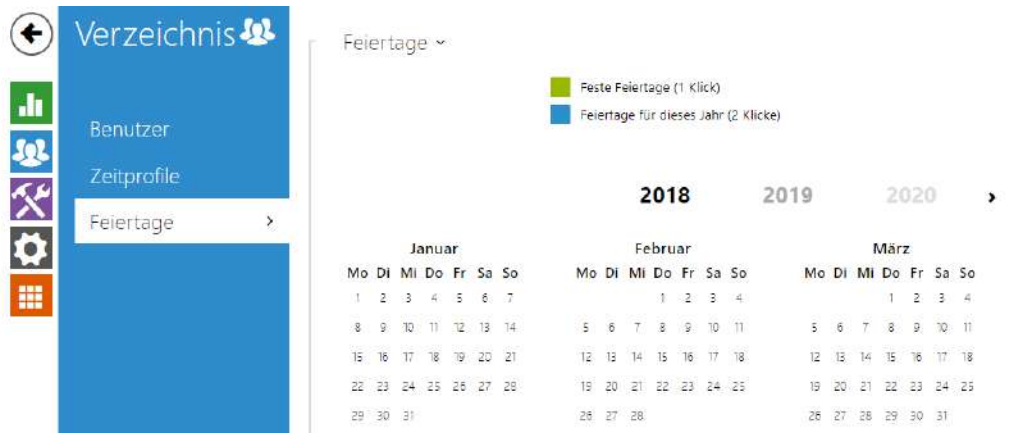 Verzeichnis
Benutzer
Zeitprofile
Feiertage
Feiertage
Feste Feiertage (1 Klick)
Feiertage für dieses Jahr (2 Klicke)
2018 2019 2020
Januar Februar März
Mo Di Mi Do Fr Sa So Mo Di Mi Do Fr Sa So Mo Di Mi Do Fr Sa So
1 2 3 4 5 6 7 1 2 3 4 1 2 3 4
8 9 10 11 12 13 14 5 6 7 8 9 10 11 5 6 7 8 9 10 11
15 16 17 18 19 20 21 12 13 14 15 16 17 18 12 13 14 15 16 17 18
22 23 24 25 26 27 28 19 20 21 22 23 24 25 19 20 21 22 23 24 25
29 30 31 26 27 28 26 27 28 29 30 31